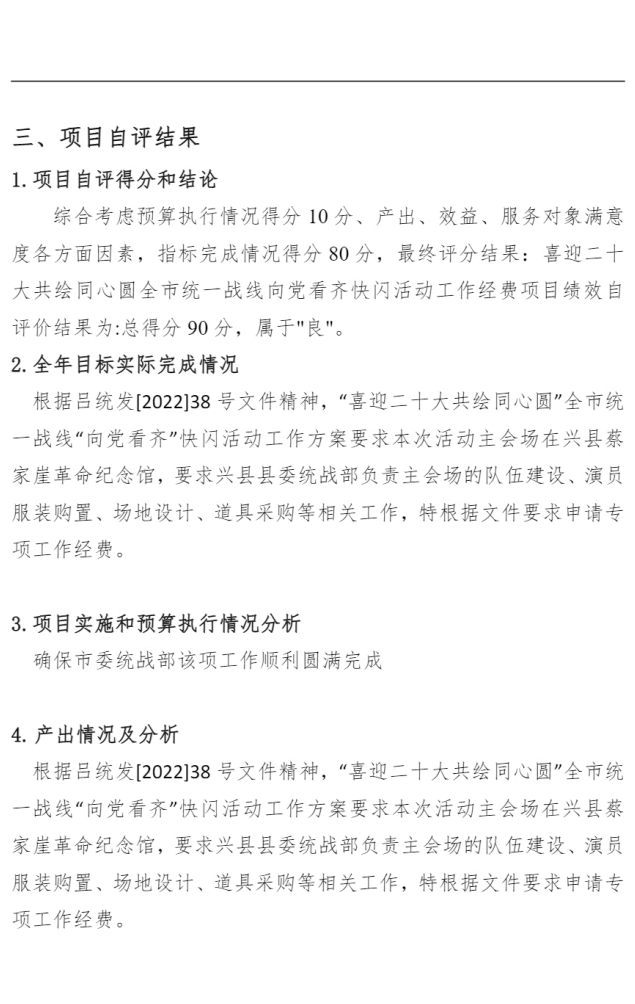 三、项目自评结果
1.项目自评得分和结论
综合考虑预算执行情况得分 10 分、产出、效益、服务对象满意
度各方面因素，指标完成情况得分 80 分，最终评分结果：喜迎二十
大共绘同心圆全市统一战线向党看齐快闪活动工作经费项目绩效自
评价结果为:总得分 90 分，属于"良"。
2.全年目标实际完成情况
根据吕统发[2022]38 号文件精神，“喜迎二十大共绘同心圆”全市统
一战线“向党看齐”快闪活动工作方案要求本次活动主会场在兴县蔡
家崖革命纪念馆，要求兴县县委统战部负责主会场的队伍建设、演员
服装购置、场地设计、道具采购等相关工作，特根据文件要求申请专
项工作经费。
3.项目实施和预算执行情况分析
确保市委统战部该项工作顺利圆满完成
4. 产出情况及分析
根据吕统发[2022]38 号文件精神，“喜迎二十大共绘同心圆”全市统
一战线“向党看齐”快闪活动工作方案要求本次活动主会场在兴县蔡
家崖革命纪念馆，要求兴县县委统战部负责主会场的队伍建设、演员
服装购置、场地设计、道具采购等相关工作，特根据文件要求申请专
项工作经费。